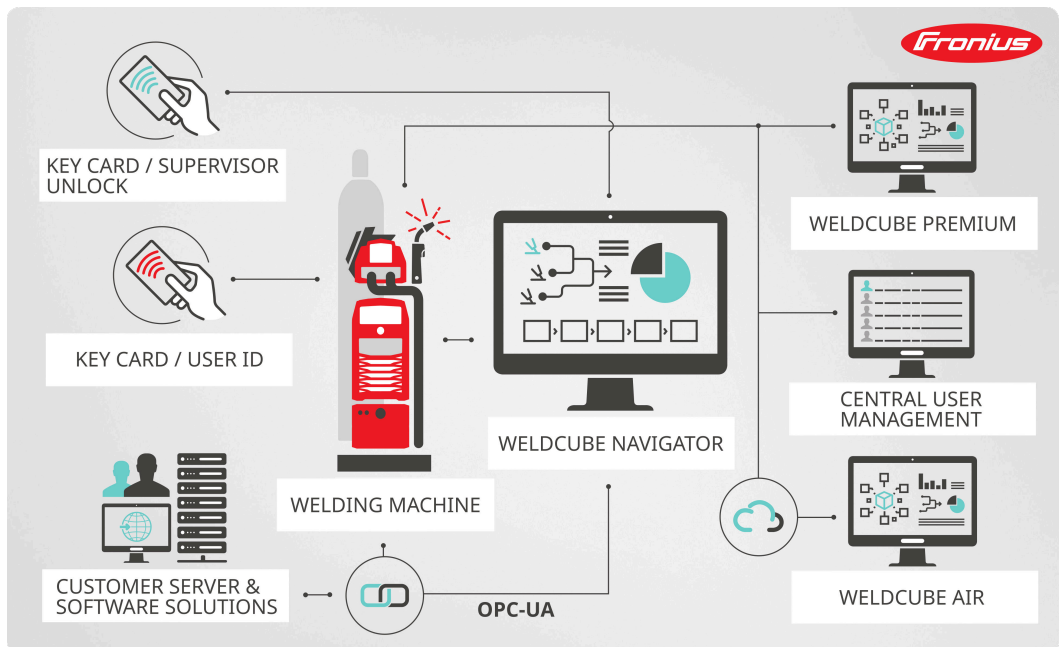 Fronius
KEY CARD / SUPERVISOR
UNLOCK
WELDCUBE PREMIUM
KEY CARD / USER ID
CENTRAL USER
MANAGEMENT
WELDCUBE NAVIGATOR
WELDING MACHINE
CUSTOMER SERVER &
SOFTWARE SOLUTIONS
OPC-UA
WELDCUBE AIR